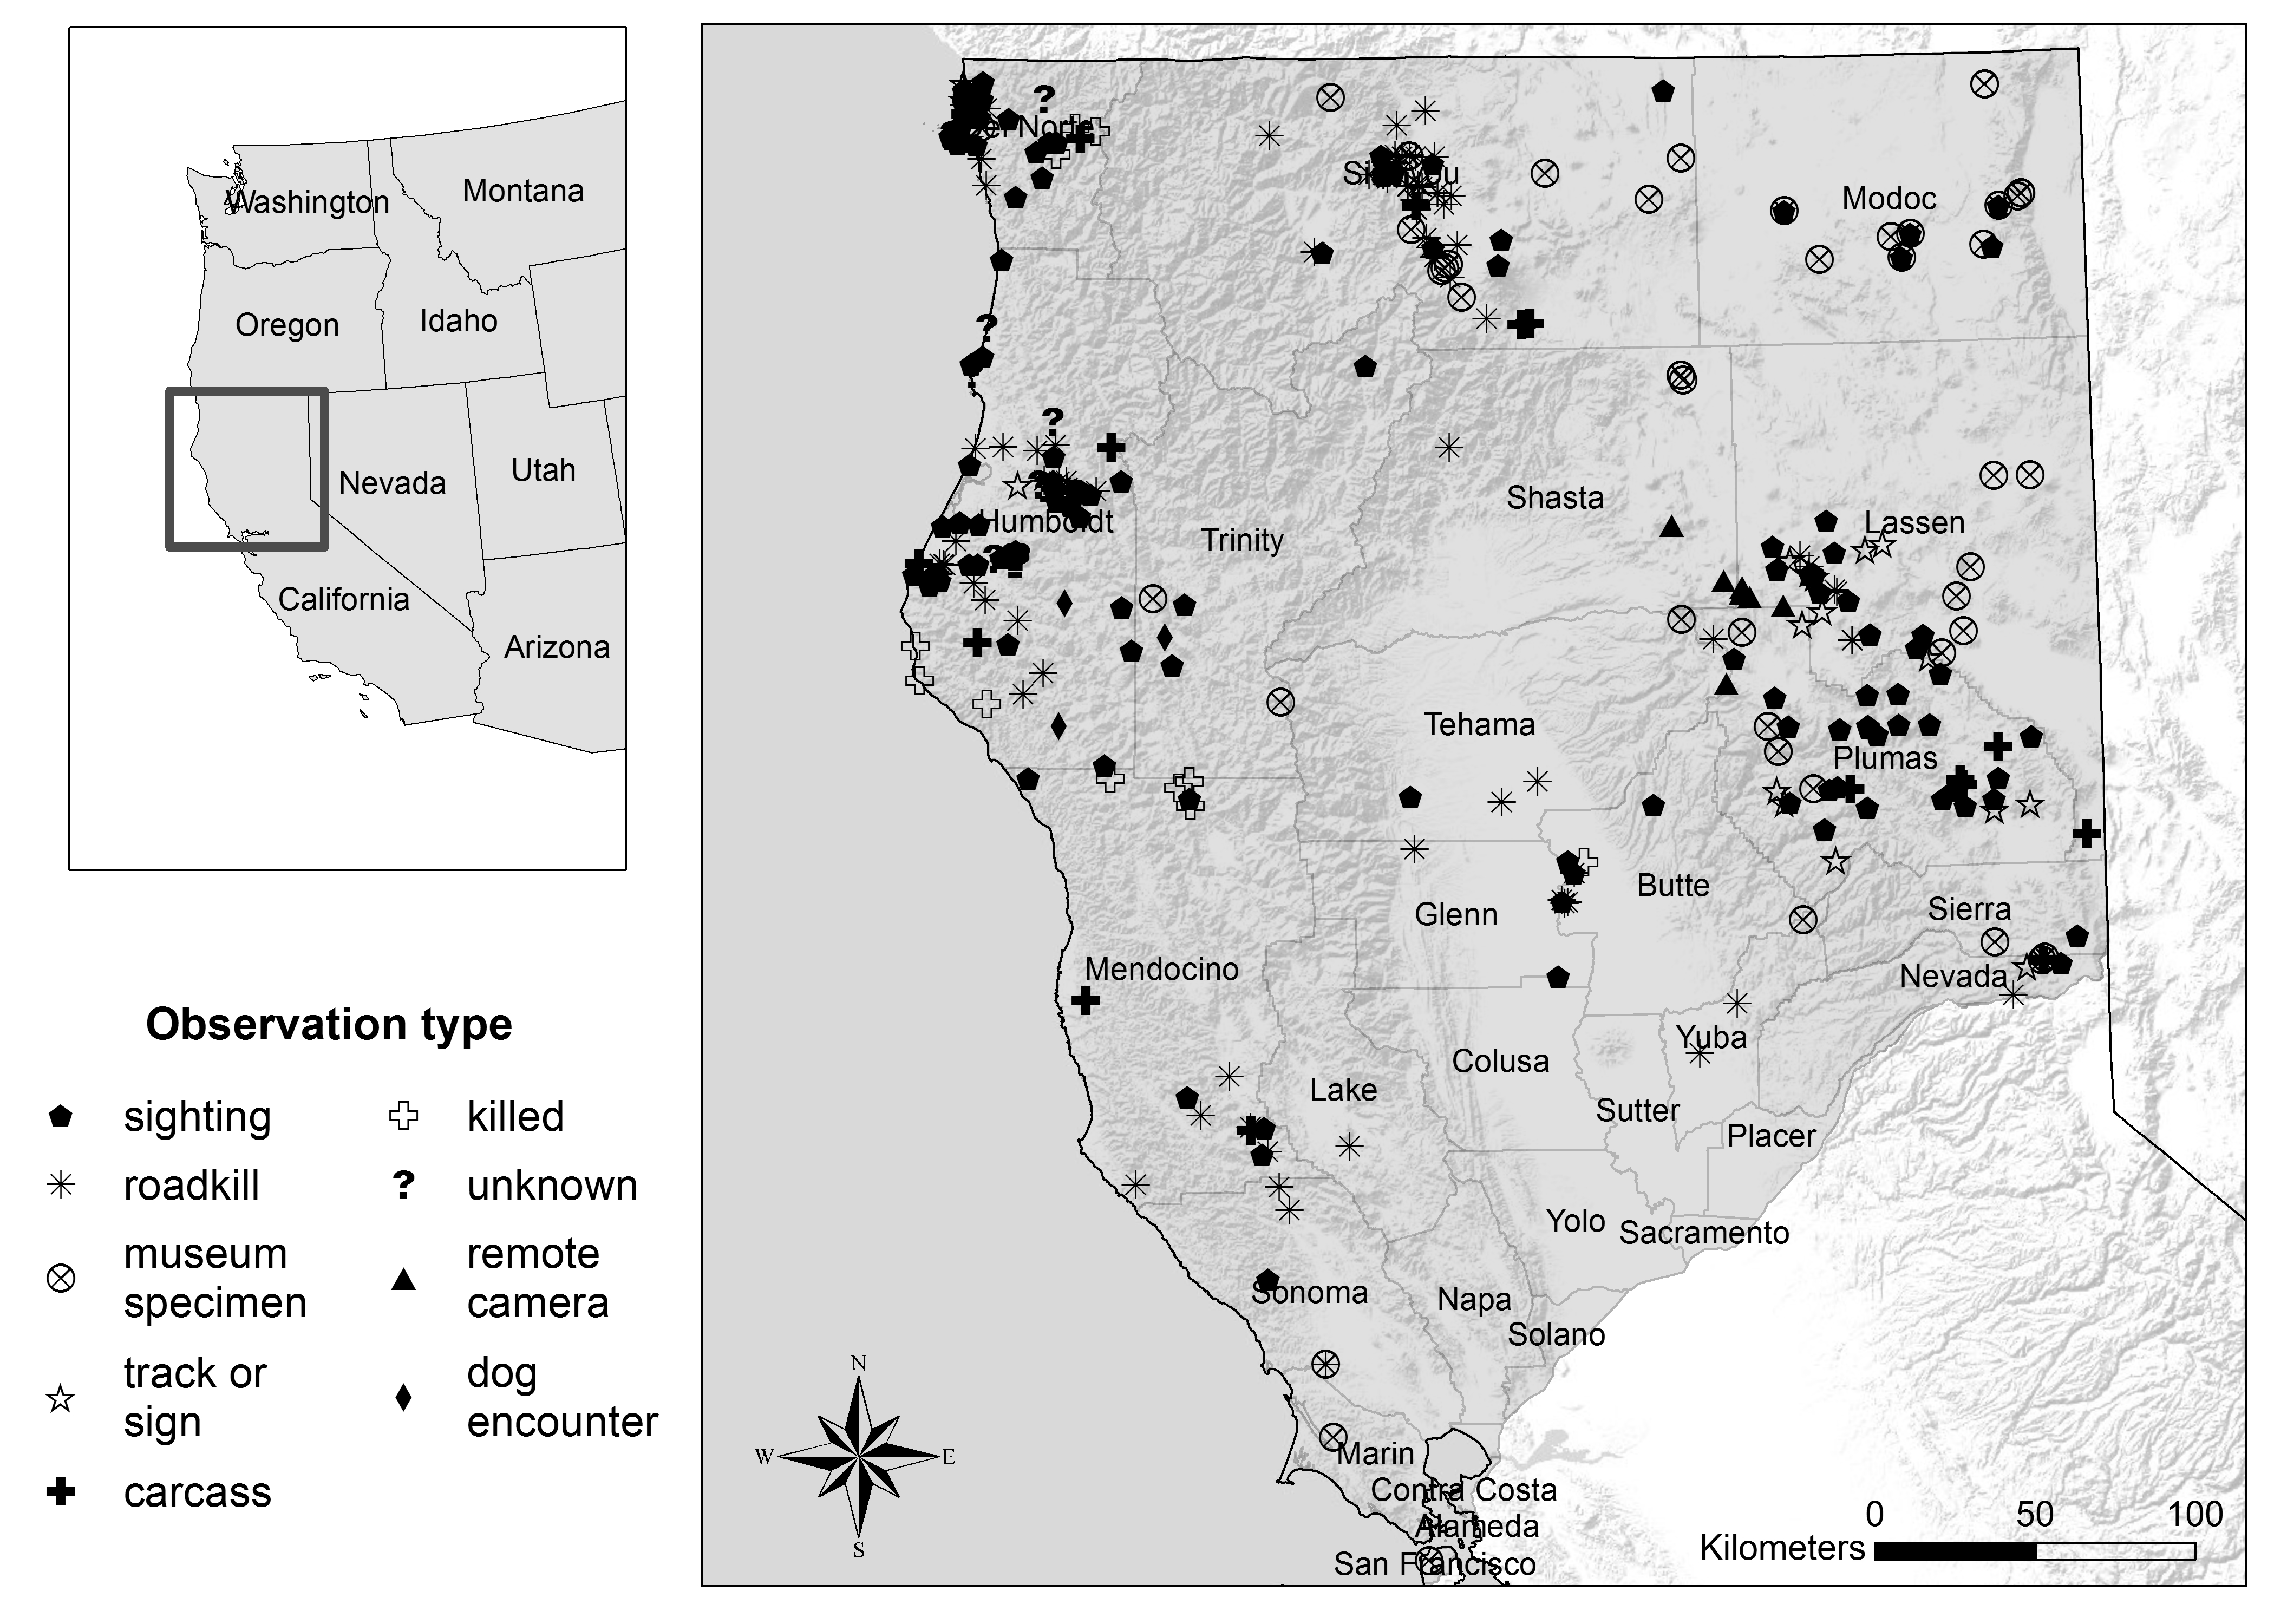 Washington
Montana
Oregon
Idaho
Nevada
Utah
California
Arizona
Observation type
sighting
killed
roadkill
? unknown
museum
specimen
remote
camera
track or
sign
dog
encounter
carcass
?
Del Norte
Siskiyou
Modoc
?
?
?
Shasta
Humboldt
Lassen
Trinity
?
Tehama
Plumas
Butte
Glenn
Sierra
Mendocino
Nevada
Yuba
Colusa
Lake
Sutter
Placer
Yolo
Sacramento
Sonoma
Napa
Solano
Marin
Contra Costa
Alameda
San Francisco
N
W
E
S
0 50 100
Kilometers